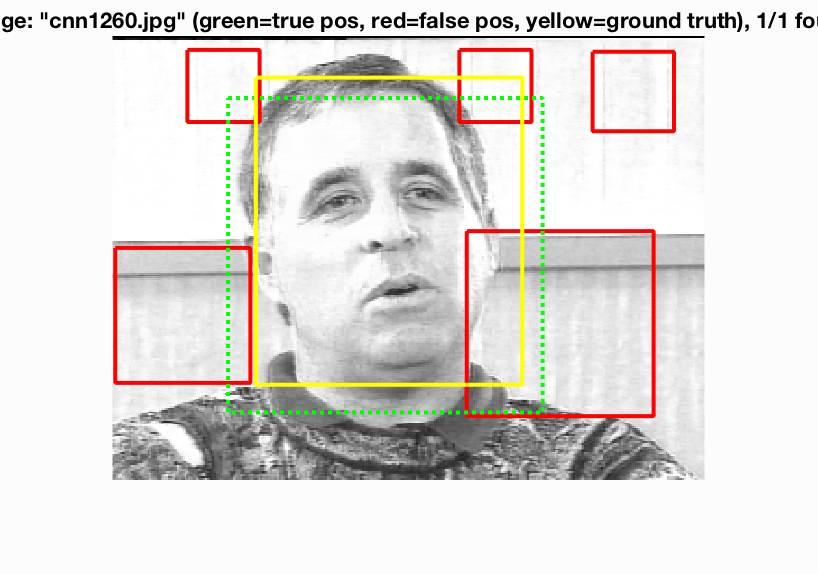 ge: "cnn1260.jpg" (green=true pos, red=false pos, yellow=ground truth), 1/1 fou